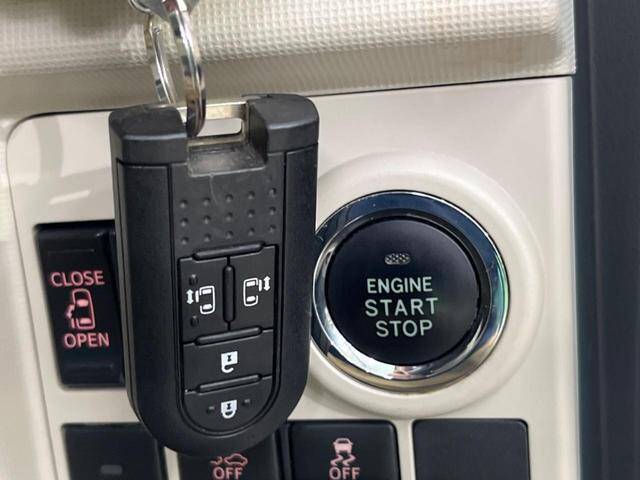 CLOSE
OPEN
ENGINE
START
STOP
OFF
OFF